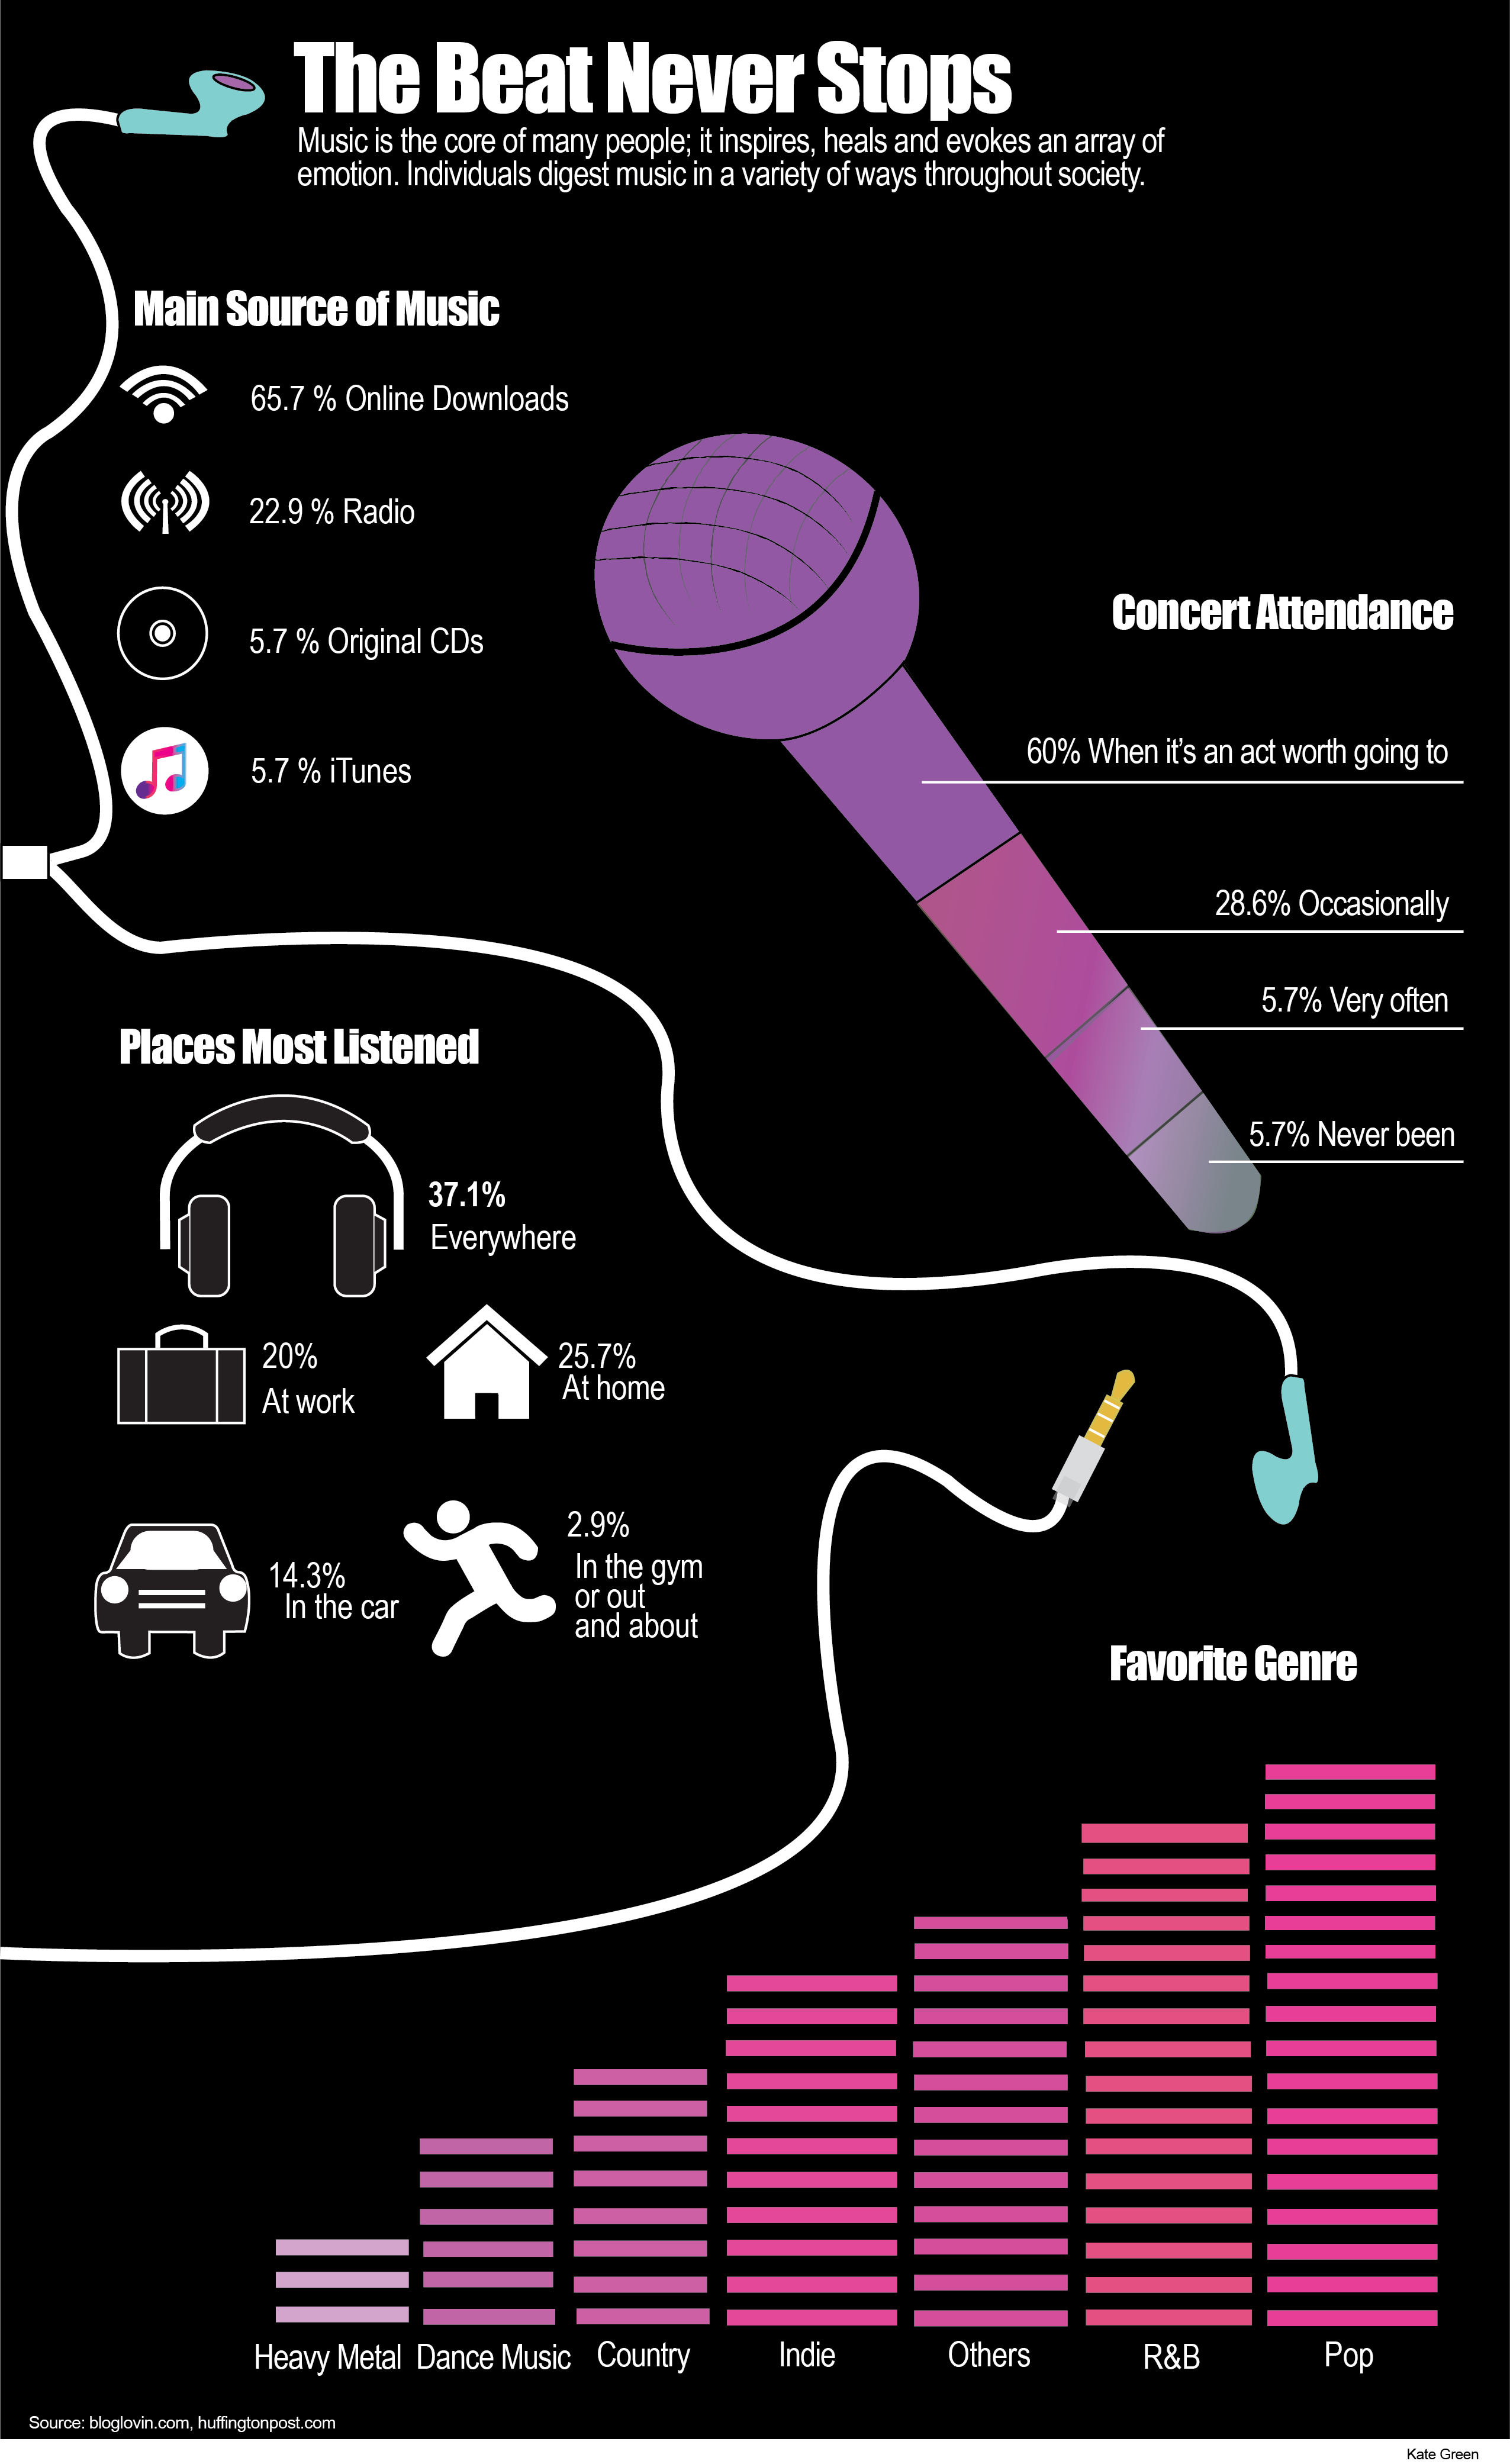 The Beat Never Stops
Music is the core of many people; it inspires, heals and evokes an array of
emotion. Individuals digest music in a variety of ways throughout society.
Main Source of Music
65.7 % Online Downloads
22.9 % Radio
5.7 % Original CDs
5.7 % iTunes
Concert Attendance
60% When it's an act worth going to
28.6% Occasionally
5.7% Very often
5.7% Never been
Places Most Listened
37.1%
Everywhere
20%
At work
25.7%
At home
14.3%
In the car
2.9%
In the gym
or out
and about
Favorite Genre
Heavy Metal
Dance Music
Country
Indie
Others
R&B
Pop
Source: bloglovin.com, huffingtonpost.com
Kate Green